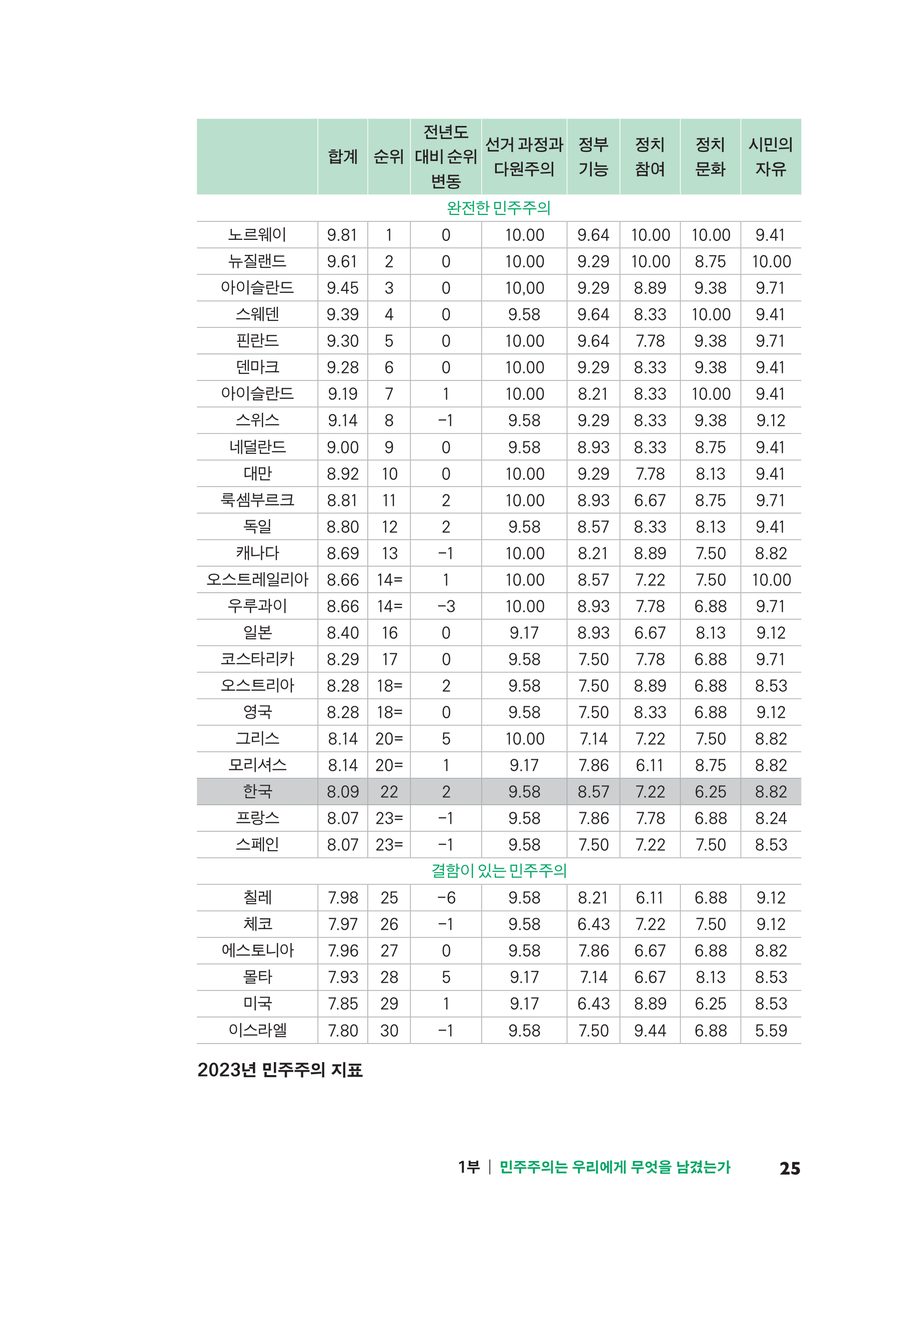 합계 순위 전년도 대비 순위 변동 선거 과정과 다원주의 정부 기능 정치 참여 정치 문화 시민의 자유
완전한 민주주의
노르웨이 9.81 1 0 10.00 9.64 10.00 10.00 9.41
뉴질랜드 9.61 2 0 10.00 9.29 10.00 8.75 10.00
아이슬란드 9.45 3 0 10,00 9.29 8.89 9.38 9.71
스웨덴 9.39 4 0 9.58 9.64 8.33 10.00 9.41
핀란드 9.30 5 0 10.00 9.64 7.78 9.38 9.71
덴마크 9.28 6 0 10.00 9.29 8.33 9.38 9.41
아이슬란드 9.19 7 1 10.00 8.21 8.33 10.00 9.41
스위스 9.14 8 −1 9.58 9.29 8.33 9.38 9.12
네덜란드 9.00 9 0 9.58 8.93 8.33 8.75 9.41
대만 8.92 10 0 10.00 9.29 7.78 8.13 9.41
룩셈부르크 8.81 11 2 10.00 8.93 6.67 8.75 9.71
독일 8.80 12 2 9.58 8.57 8.33 8.13 9.41
캐나다 8.69 13 −1 10.00 8.21 8.89 7.50 8.82
오스트레일리아 8.66 14= 1 10.00 8.57 7.22 7.50 10.00
우루과이 8.66 14= −3 10.00 8.93 7.78 6.88 9.71
일본 8.40 16 0 9.17 8.93 6.67 8.13 9.12
코스타리카 8.29 17 0 9.58 7.50 7.78 6.88 9.71
오스트리아 8.28 18= 2 9.58 7.50 8.89 6.88 8.53
영국 8.28 18= 0 9.58 7.50 8.33 6.88 9.12
그리스 8.14 20= 5 10.00 7.14 7.22 7.50 8.82
모리셔스 8.14 20= 1 9.17 7.86 6.11 8.75 8.82
한국 8.09 22 2 9.58 8.57 7.22 6.25 8.82
프랑스 8.07 23= −1 9.58 7.86 7.78 6.88 8.24
스페인 8.07 23= −1 9.58 7.50 7.22 7.50 8.53
결함이 있는 민주주의
칠레 7.98 25 −6 9.58 8.21 6.11 6.88 9.12
체코 7.97 26 −1 9.58 6.43 7.22 7.50 9.12
에스토니아 7.96 27 0 9.58 7.86 6.67 6.88 8.82
몰타 7.93 28 5 9.17 7.14 6.67 8.13 8.53
미국 7.85 29 1 9.17 6.43 8.89 6.25 8.53
이스라엘 7.80 30 −1 9.58 7.50 9.44 6.88 5.59
2023년 민주주의 지표
1부 | 민주주의는 우리에게 무엇을 남겼는가 25